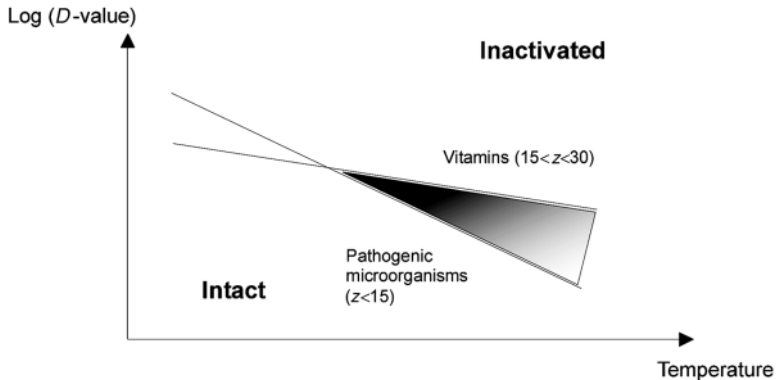 Log (D-value)
Inactivated
Vitamins (15<z<30)
Pathogenic
microorganisms
(z<15)
Intact
Temperature